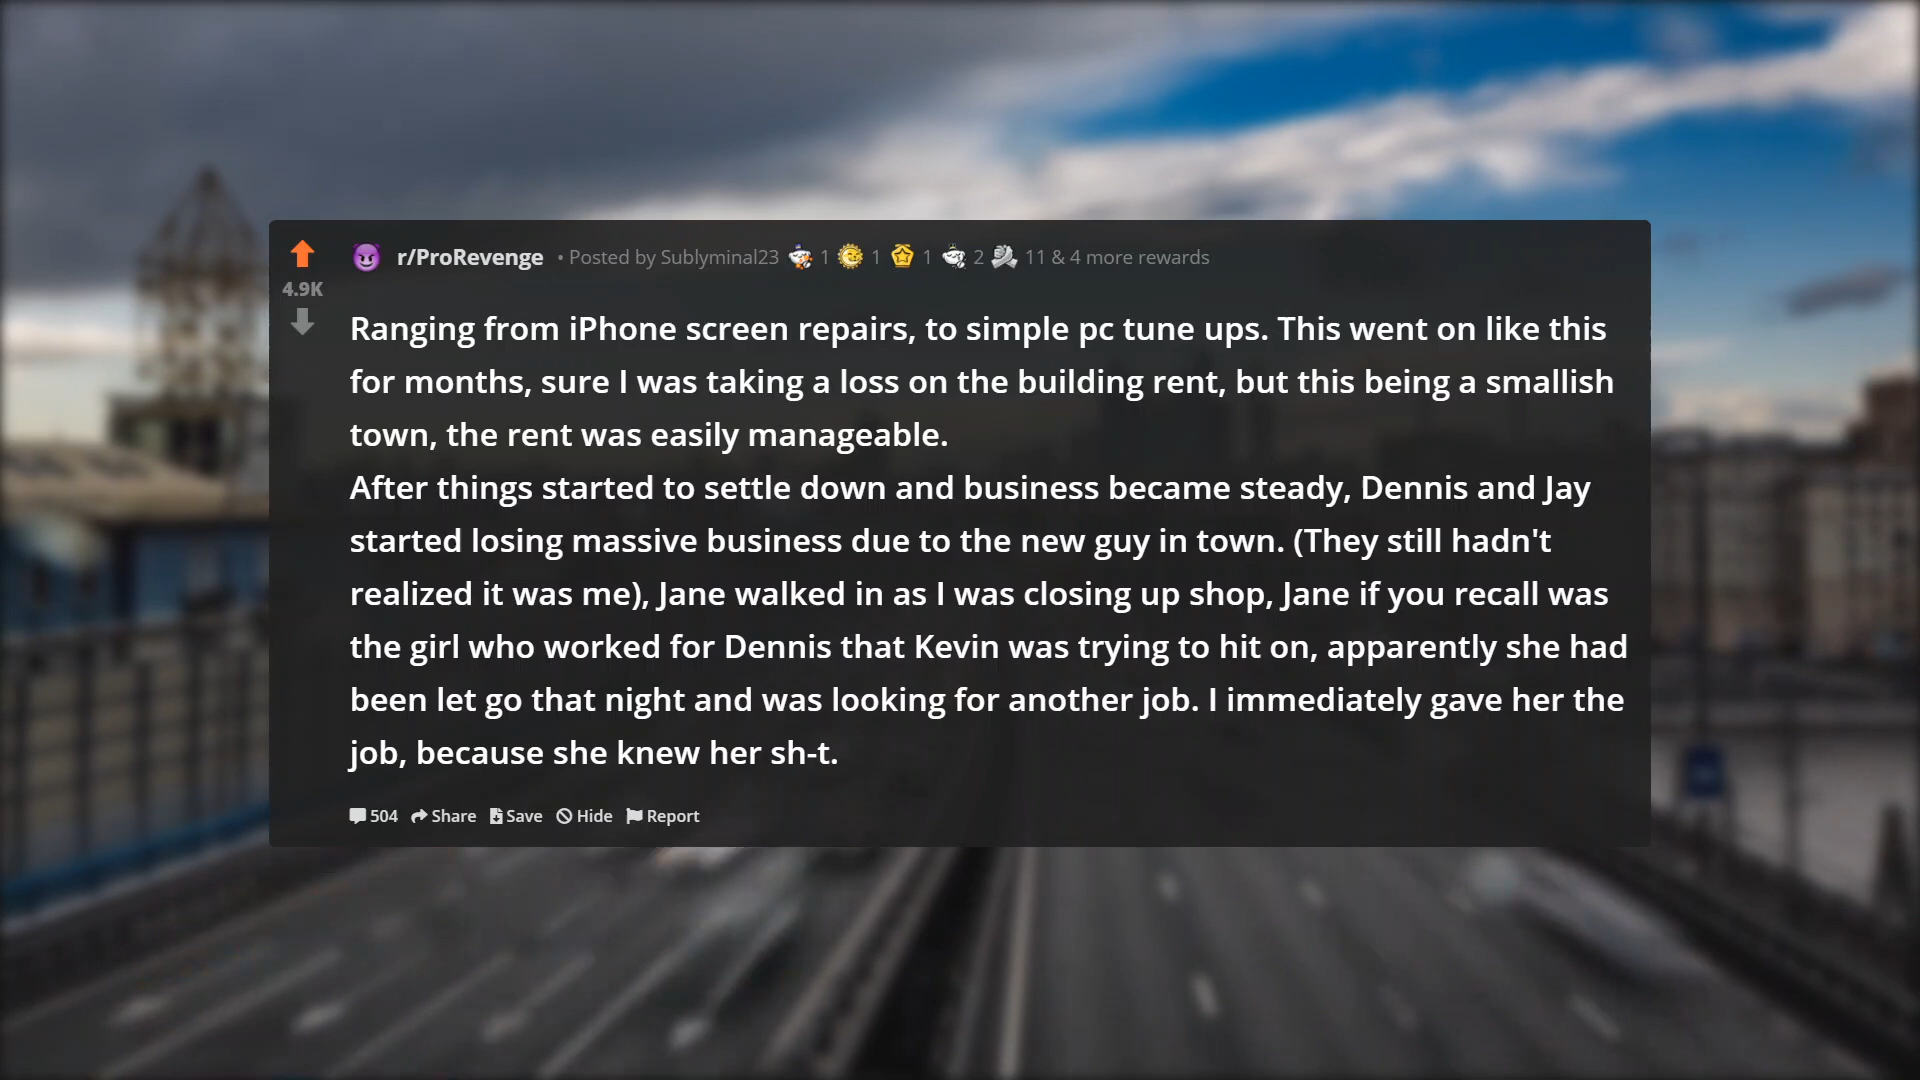 r/ProRevenge • Posted by Sublyminal23 1 1 1 2 11 & 4 more rewards
4.9K
Ranging from iPhone screen repairs, to simple pc tune ups. This went on like this
for months, sure I was taking a loss on the building rent, but this being a smallish
town, the rent was easily manageable.
After things started to settle down and business became steady, Dennis and Jay
started losing massive business due to the new guy in town. (They still hadn't
realized it was me), Jane walked in as I was closing up shop, Jane if you recall was
the girl who worked for Dennis that Kevin was trying to hit on, apparently she had
been let go that night and was looking for another job. I immediately gave her the
job, because she knew her sh-t.
504 Share Save Hide Report